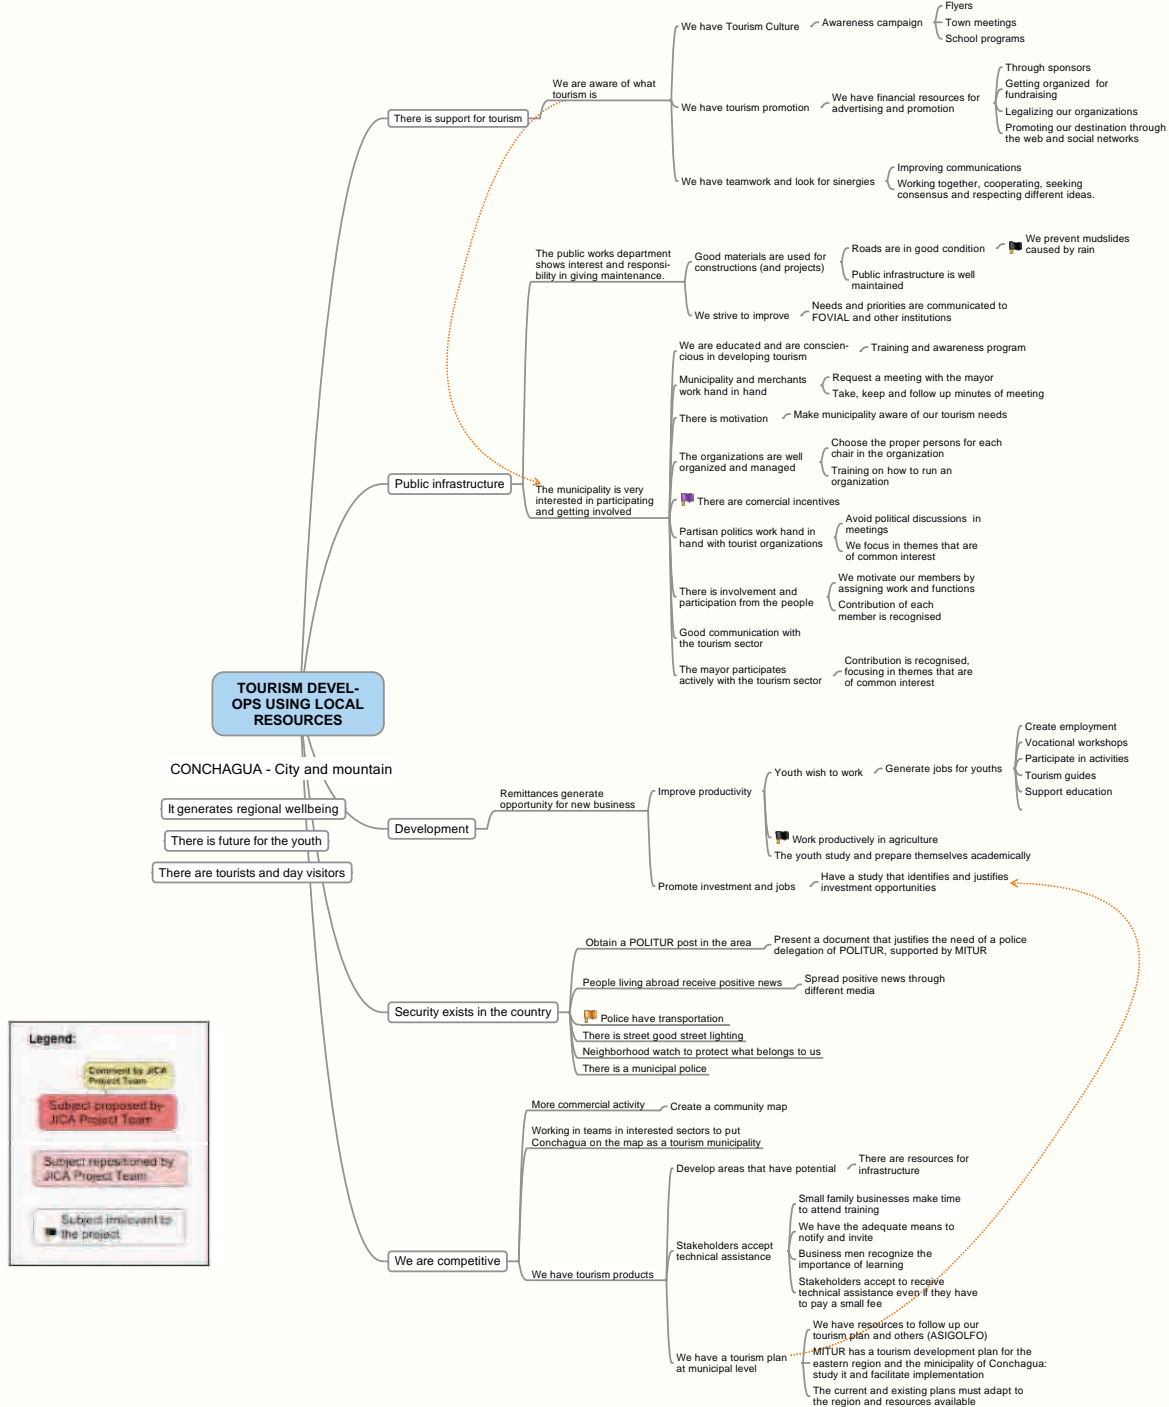 Flyers
We have Tourism Culture
Awareness campaign
Town meetings
School programs
We are aware of what
tourism is
Through sponsors
Getting organized for
fundraising
We have tourism promotion
We have financial resources for
advertising and promotion
Legalizing our organizations
Promoting our destination through
the web and social networks
There is support for tourism
We have teamwork and look for sinergies
Improving communications
Working together, cooperating, seeking
consensus and respecting different ideas.
The public works department
shows interest and responsi-
bility in giving maintenance.
Good materials are used for
constructions (and projects)
Roads are in good condition
We prevent mudslides
caused by rain
Public infrastructure is well
maintained
We strive to improve
Needs and priorities are communicated to
FOVIAL and other institutions
We are educated and are conscien-
cious in developing tourism
Training and awareness program
Municipality and merchants
work hand in hand
Request a meeting with the mayor
Take, keep and follow up minutes of meeting
There is motivation
Make municipality aware of our tourism needs
The organizations are well
organized and managed
Choose the proper persons for each
chair in the organization
Training on how to run an
organization
Public infrastructure
The municipality is very
interested in participating
and getting involved
There are comercial incentives
Partisan politics work hand in
hand with tourist organizations
Avoid political discussions in
meetings
We focus in themes that are
of common interest
There is involvement and
participation from the people
We motivate our members by
assigning work and functions
Contribution of each
member is recognised
Good communication with
the tourism sector
The mayor participates
actively with the tourism sector
Contribution is recognised,
focusing in themes that are
of common interest
TOURISM DEVEL-
OPS USING LOCAL
RESOURCES
CONCHAGUA - City and mountain
It generates regional wellbeing
There is future for the youth
There are tourists and day visitors
Development
Remittances generate
opportunity for new business
Improve productivity
Youth wish to work
Generate jobs for youths
Create employment
Vocational workshops
Participate in activities
Tourism guides
Support education
Work productively in agriculture
The youth study and prepare themselves academically
Promote investment and jobs
Have a study that identifies and justifies
investment opportunities
Security exists in the country
Obtain a POLITUR post in the area
Present a document that justifies the need of a police
delegation of POLITUR, supported by MITUR
People living abroad receive positive news
Spread positive news through
different media
Police have transportation
There is street good street lighting
Neighborhood watch to protect what belongs to us
There is a municipal police
Legend:
Comment by JICA
Project Team
Subject proposed by
JICA Project Team
Subject repositioned by
JICA Project Team
Subject irrelevant to
the project
We are competitive
More commercial activity
Create a community map
Working in teams in interested sectors to put
Conchagua on the map as a tourism municipality
We have tourism products
Develop areas that have potential
There are resources for
infrastructure
Stakeholders accept
technical assistance
Small family businesses make time
to attend training
We have the adequate means to
notify and invite
Business men recognize the
importance of learning
Stakeholders accept to receive
technical assistance even if they have
to pay a small fee
We have a tourism plan
at municipal level
We have resources to follow up our
tourism plan and others (ASIGOLFO)
MITUR has a tourism development plan for the
eastern region and the minicipality of Conchagua:
study it and facilitate implementation
The current and existing plans must adapt to
the region and resources available